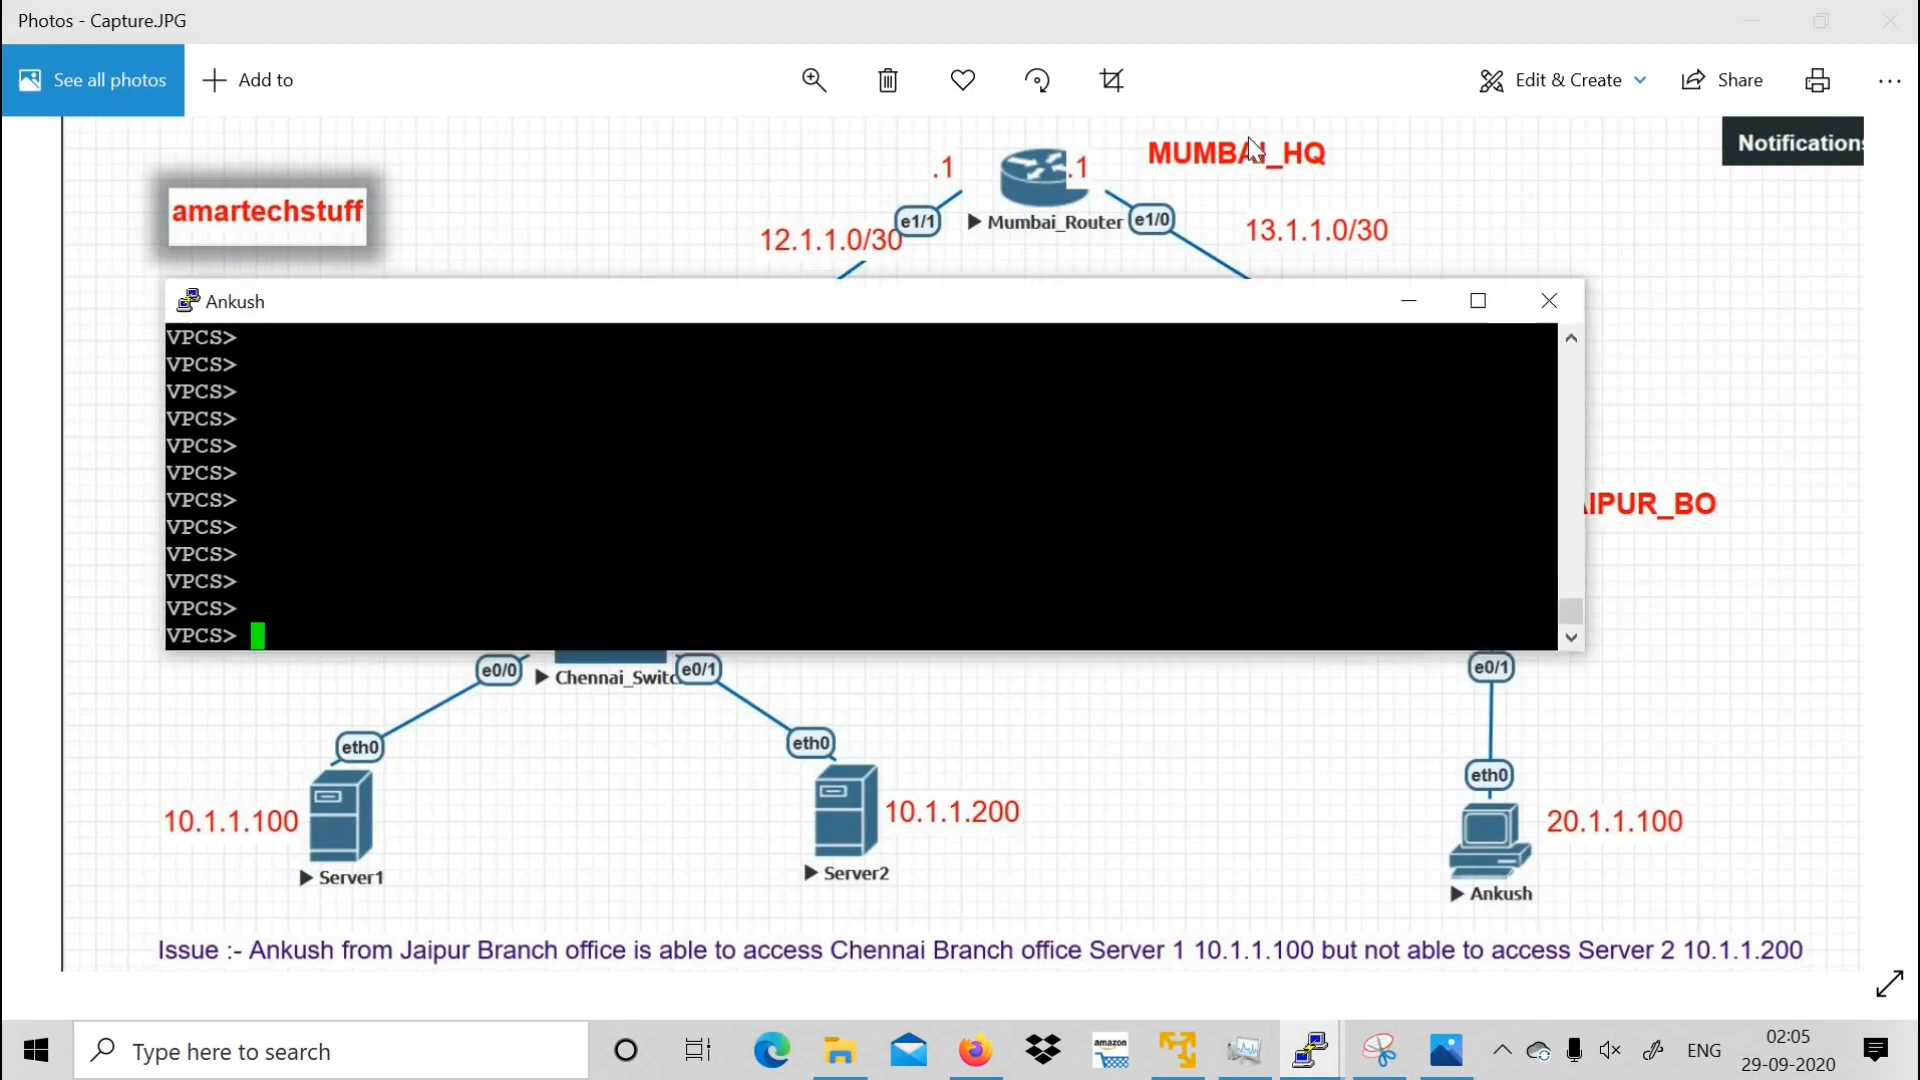 Photos - Capture.JPG
See all photos
Add to
Edit & Create
Share
Notifications
amartechstuff
MUMBAI_HQ
.1
.1
e1/1
Mumbai_Router
e1/0
12.1.1.0/30
13.1.1.0/30
Ankush
VPCS>
VPCS>
VPCS>
VPCS>
VPCS>
VPCS>
VPCS>
VPCS>
VPCS>
VPCS>
VPCS>
VPCS>
AIPUR_BO
e0/0
Chennai_Switc
e0/1
e0/1
eth0
eth0
eth0
10.1.1.100
10.1.1.200
20.1.1.100
Server1
Server2
Ankush
Issue :- Ankush from Jaipur Branch office is able to access Chennai Branch office Server 1 10.1.1.100 but not able to access Server 2 10.1.1.200
Type here to search
amazon
ENG
02:05
29-09-2020